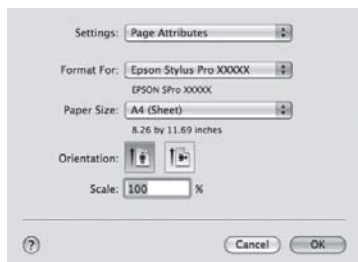 Settings: Page Attributes
Format For: Epson Stylus Pro XXXXX
EPSON SPro XXXXX
Paper Size: A4 (Sheet)
8.26 by 11.69 inches
Orientation:
Scale: 100 %
? Cancel OK